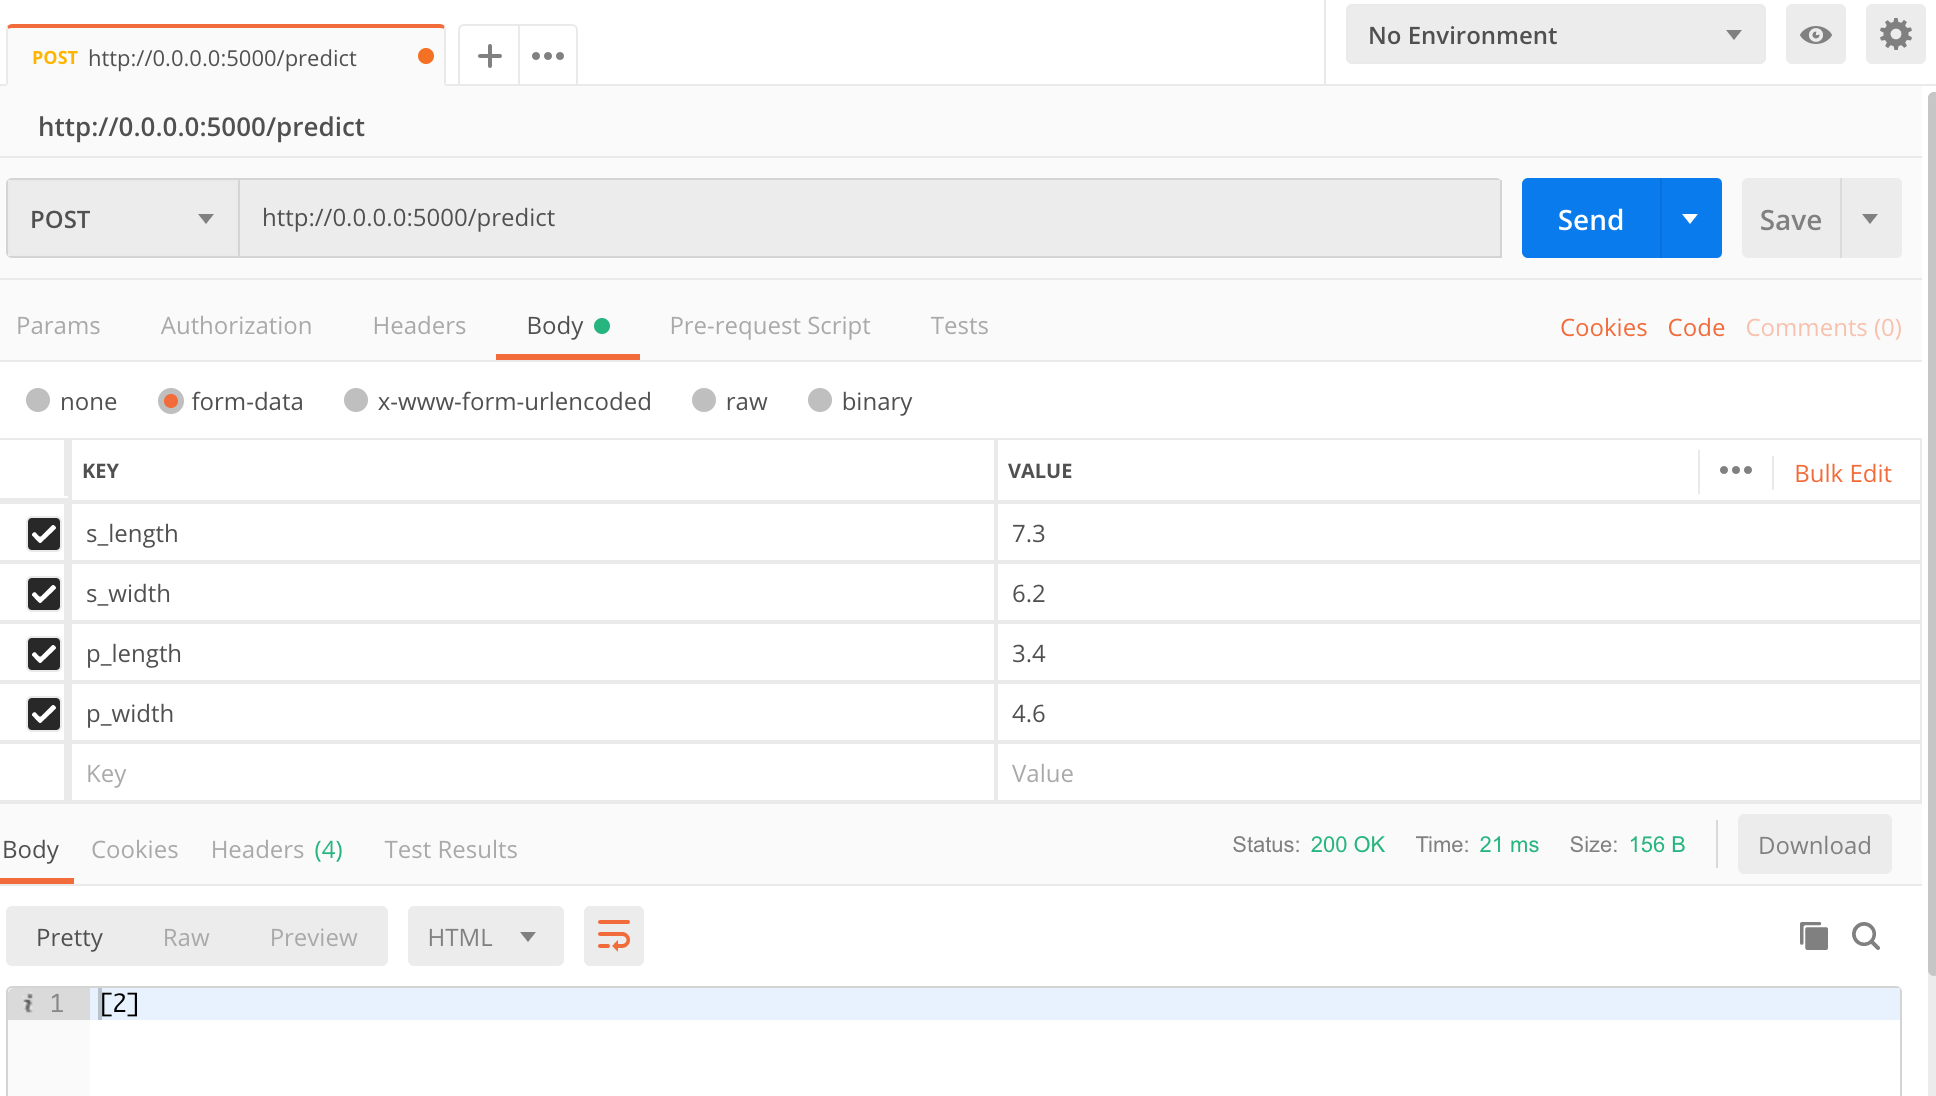 POST http://0.0.0.0:5000/predict
No Environment
http://0.0.0.0:5000/predict
POST http://0.0.0.0:5000/predict Send Save
Params Authorization Headers Body Pre-request Script Tests Cookies Code Comments (0)
none form-data x-www-form-urlencoded raw binary
KEY VALUE Bulk Edit
s_length 7.3
s_width 6.2
p_length 3.4
p_width 4.6
Key Value
Body Cookies Headers (4) Test Results Status: 200 OK Time: 21 ms Size: 156 B Download
Pretty Raw Preview HTML
i 1 [2]